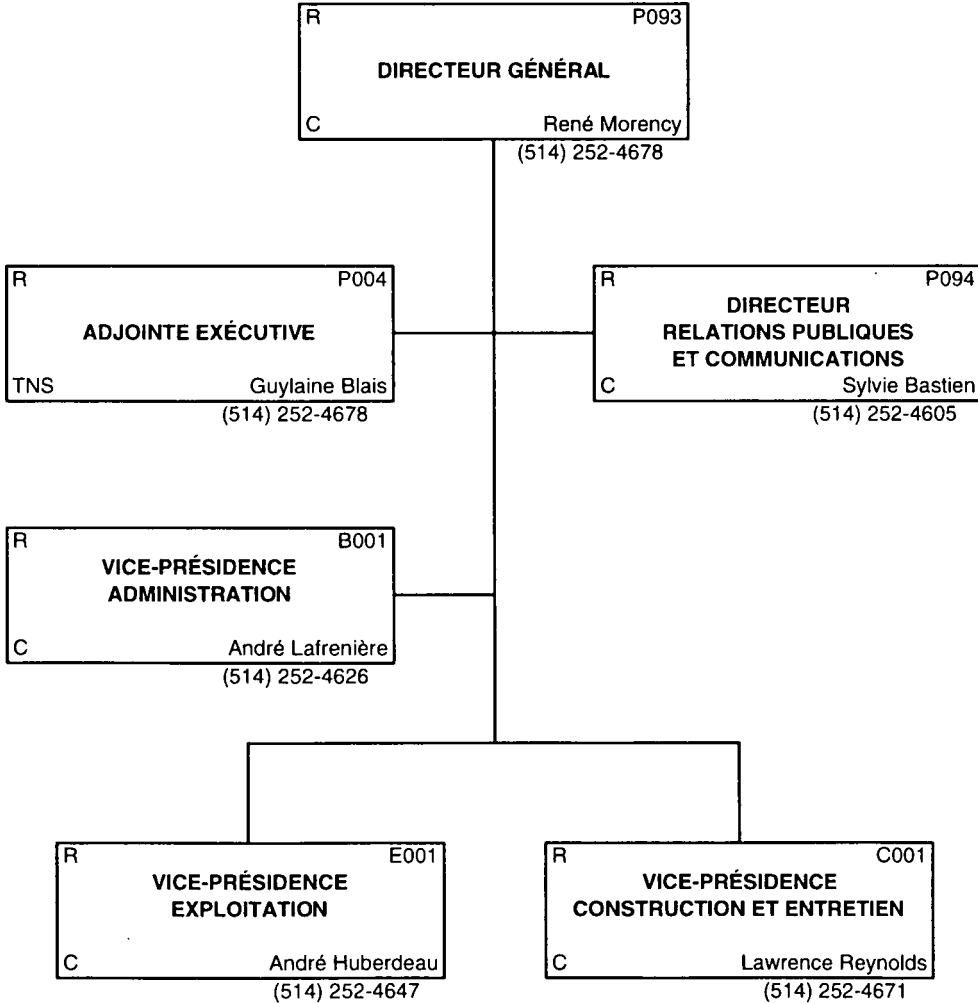 R P093
DIRECTEUR GÉNÉRAL
C René Morency
(514) 252-4678
R P004
ADJOINTE EXÉCUTIVE
TNS Guylaine Blais
(514) 252-4678
R P094
DIRECTEUR
RELATIONS PUBLIQUES
ET COMMUNICATIONS
C Sylvie Bastien
(514) 252-4605
R B001
VICE-PRÉSIDENCE
ADMINISTRATION
C André Lafrenière
(514) 252-4626
R E001
VICE-PRÉSIDENCE
EXPLOITATION
C André Huberdeau
(514) 252-4647
R C001
VICE-PRÉSIDENCE
CONSTRUCTION ET ENTRETIEN
C Lawrence Reynolds
(514) 252-4671